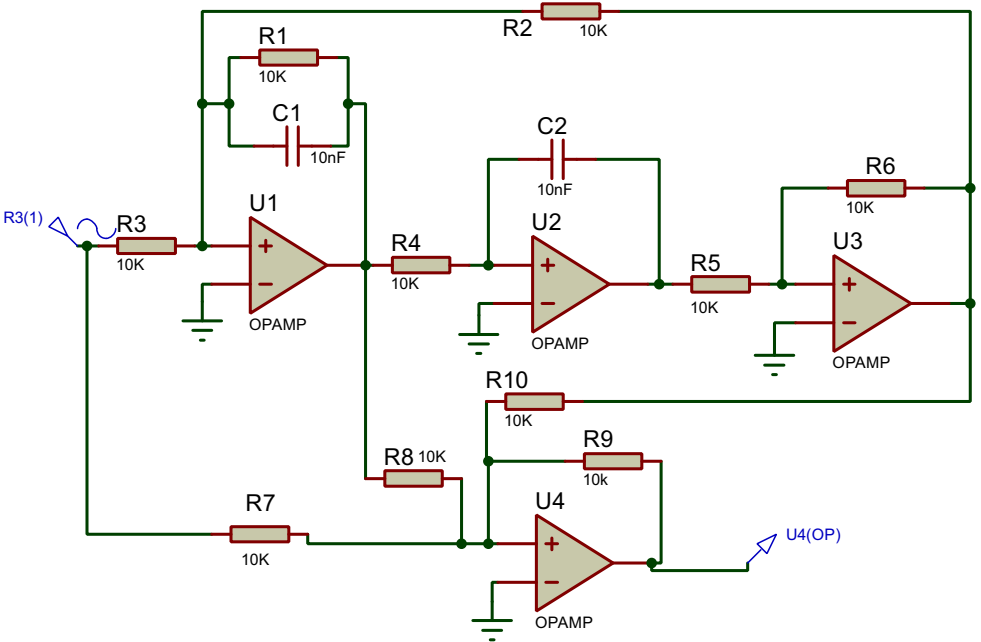 R2
10K
R1
10K
C1
10nF
C2
10nF
R6
10K
R3(1)
R3
10K
U1
+
−
OPAMP
R4
10K
U2
+
−
OPAMP
R5
10K
U3
+
−
OPAMP
R10
10K
R9
10k
R8 10K
R7
10K
U4
+
−
OPAMP
U4(OP)